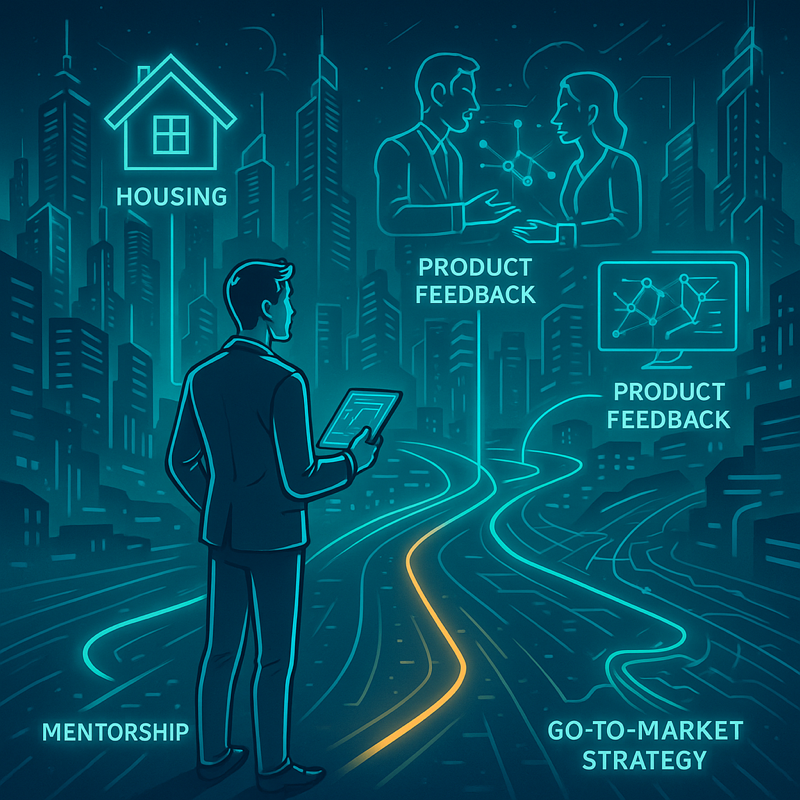 HOUSING
PRODUCT
FEEDBACK
PRODUCT
FEEDBACK
MENTORSHIP
GO-TO-MARKET
STRATEGY